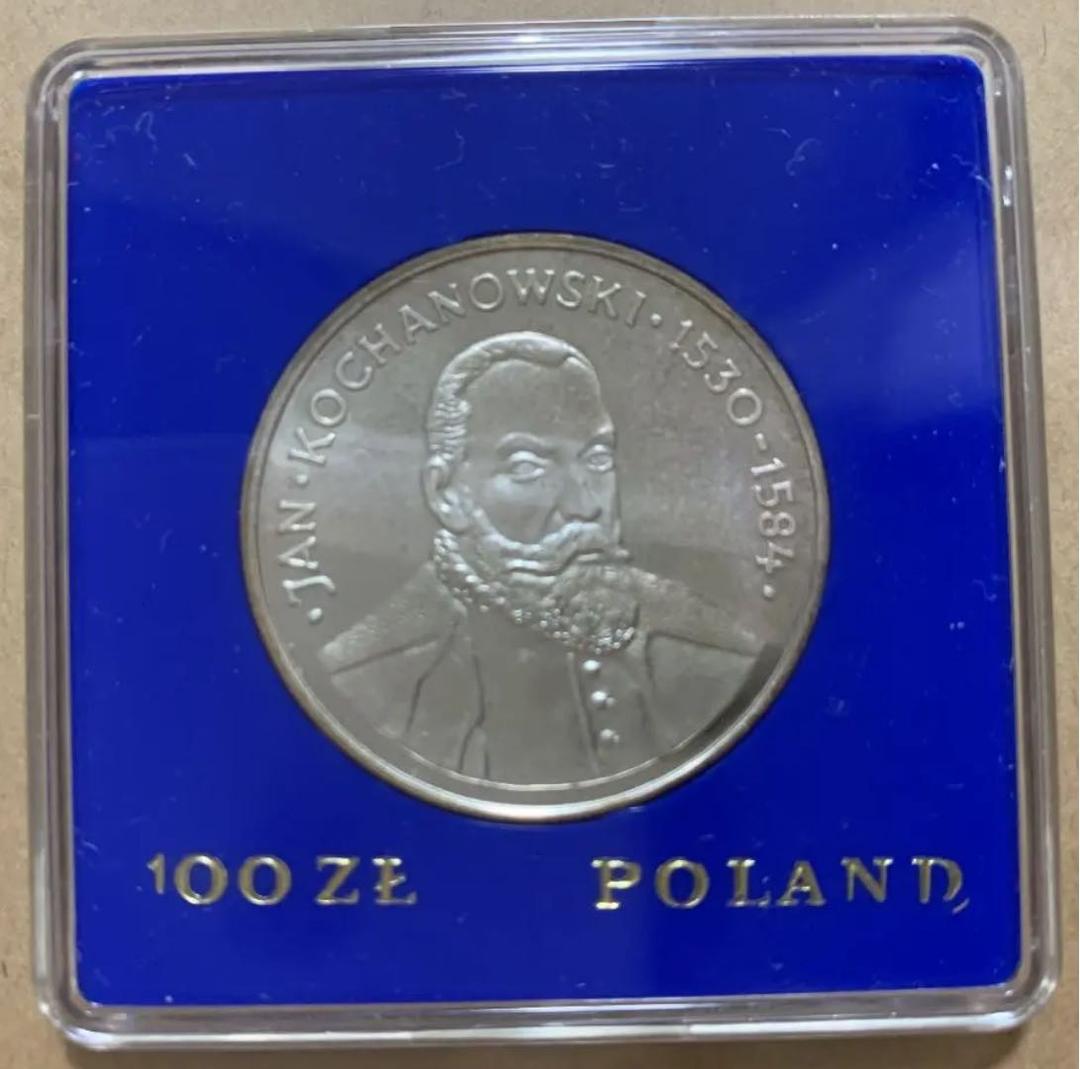 ·JAN·KOCHANOWSKI·1530-1584·
100 ZŁ POLAND